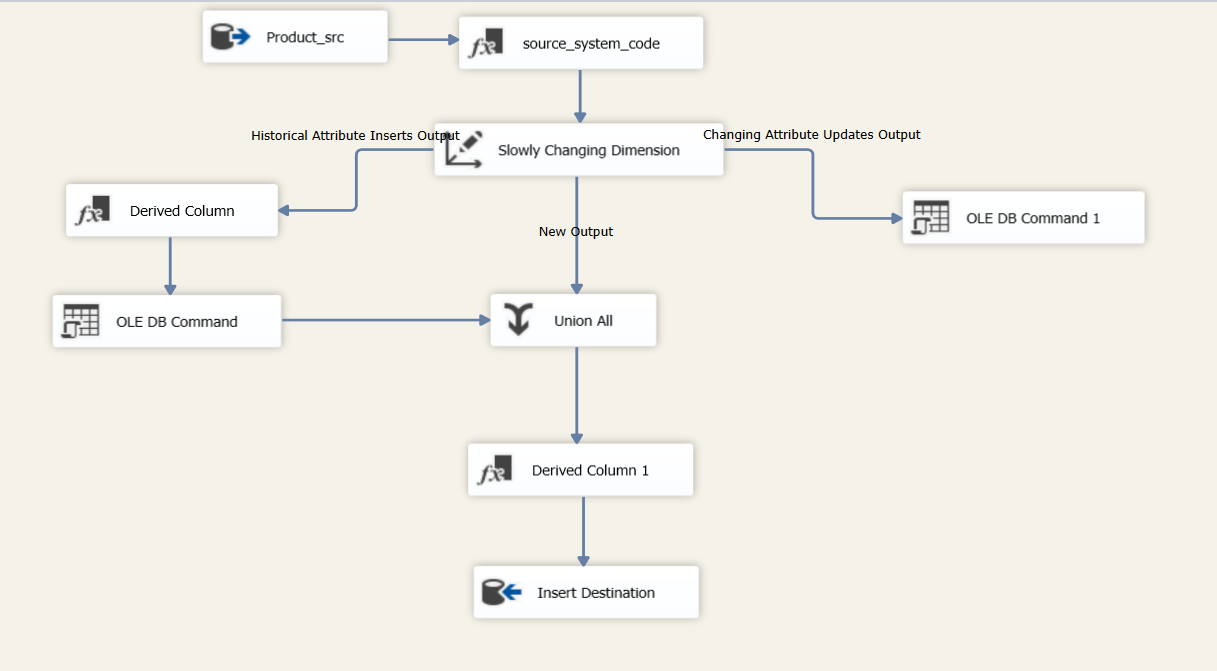 Product_src
source_system_code
Historical Attribute Inserts Output
Changing Attribute Updates Output
Slowly Changing Dimension
Derived Column
OLE DB Command 1
New Output
OLE DB Command
Union All
Derived Column 1
Insert Destination